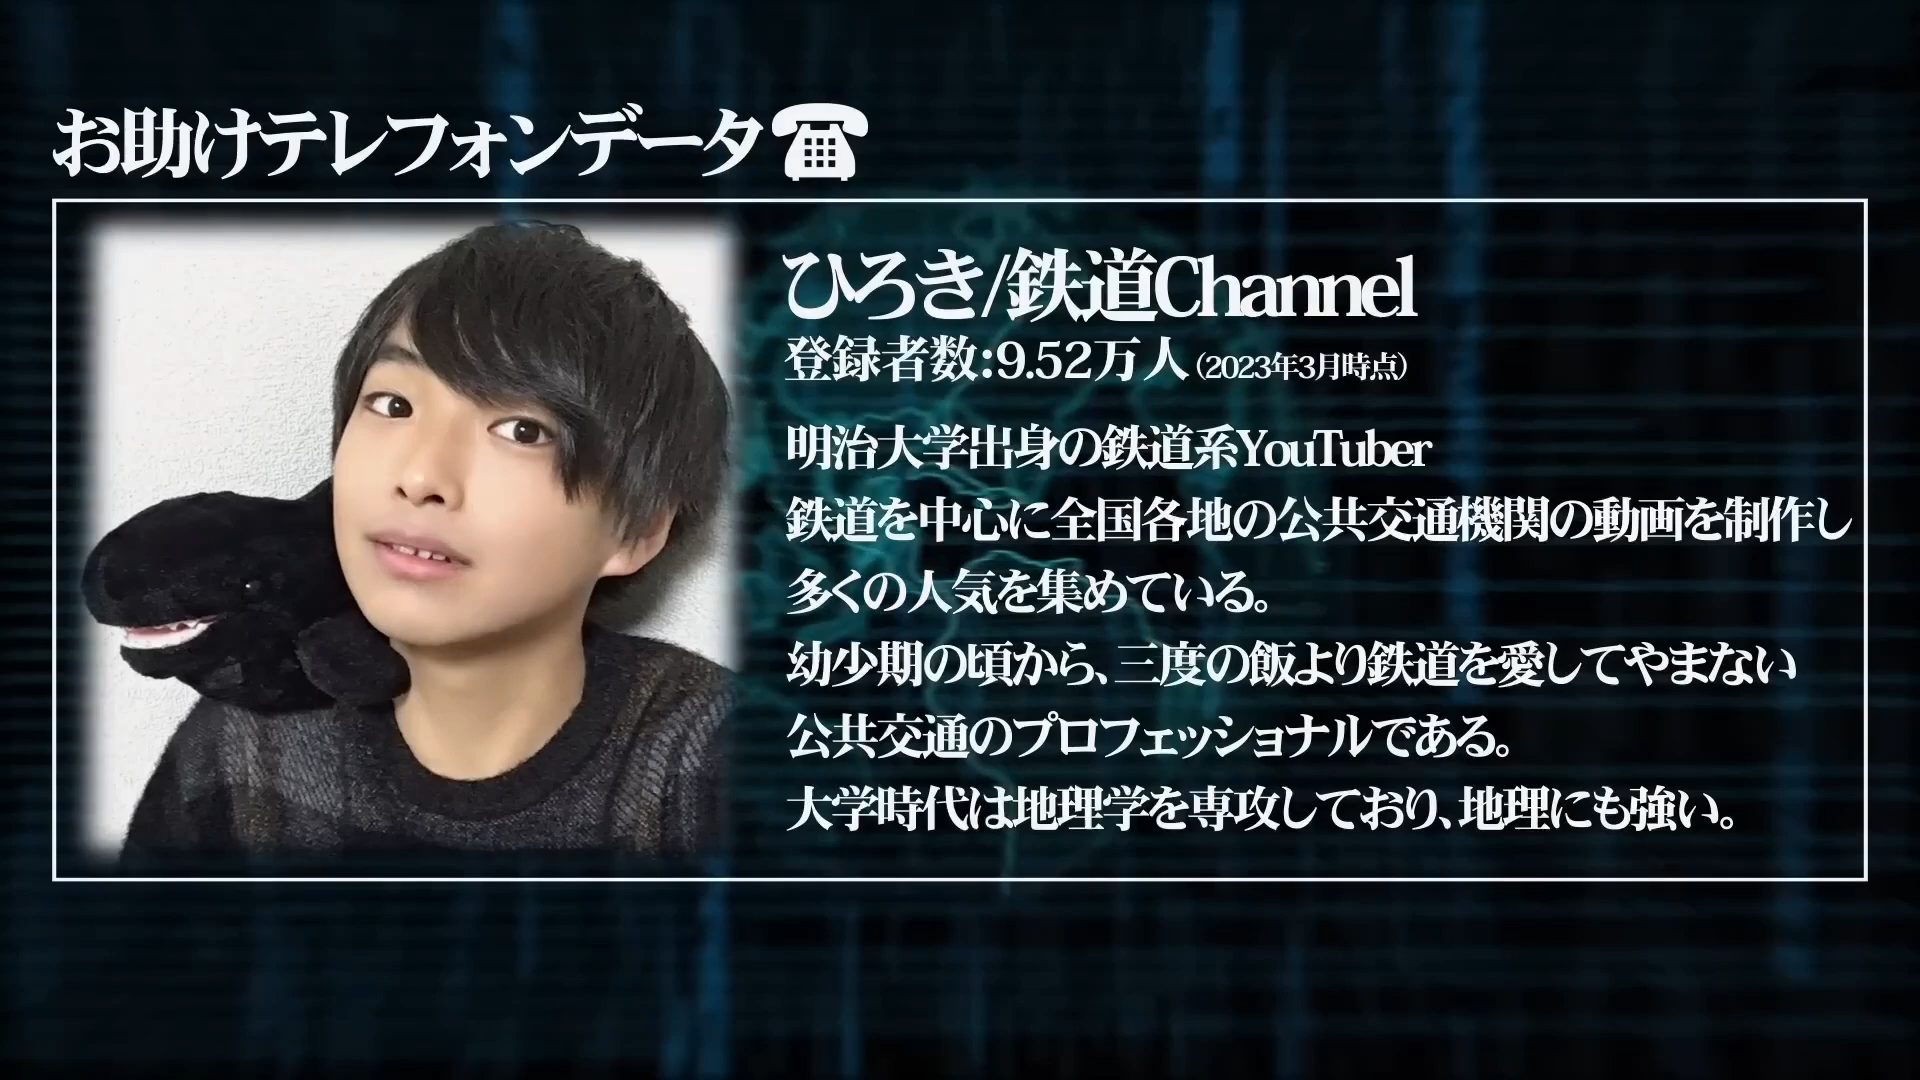 お助けテレフォンデータ☎
ひろき/鉄道Channel
登録者数:9.52万人(2023年3月時点)
明治大学出身の鉄道系YouTuber
鉄道を中心に全国各地の公共交通機関の動画を制作し
多くの人気を集めている。
幼少期の頃から、三度の飯より鉄道を愛してやまない
公共交通のプロフェッショナルである。
大学時代は地理学を専攻しており、地理にも強い。